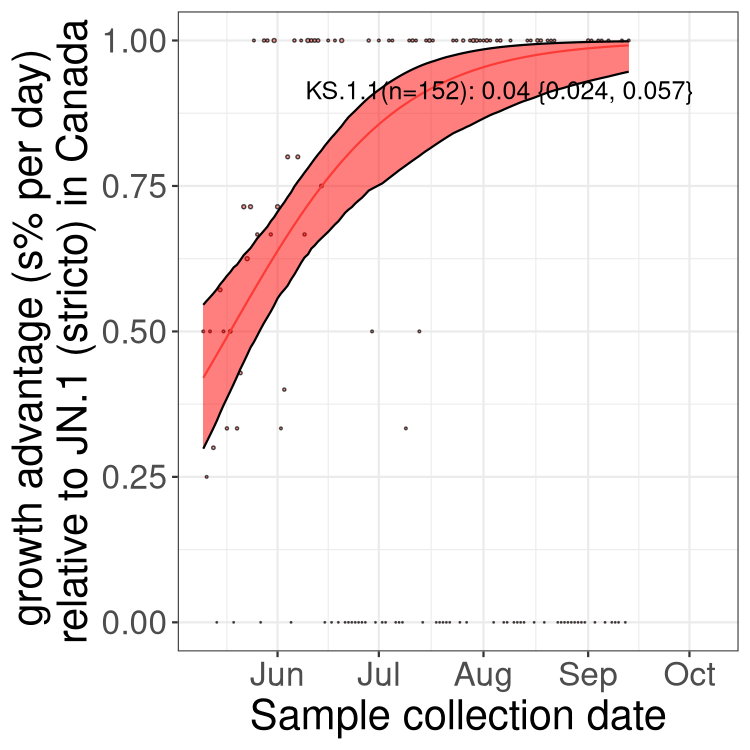 growth advantage (s% per day)
relative to JN.1 (stricto) in Canada
1.00
0.75
0.50
0.25
0.00
KS.1.1(n=152): 0.04 {0.024, 0.057}
Jun Jul Aug Sep Oct
Sample collection date